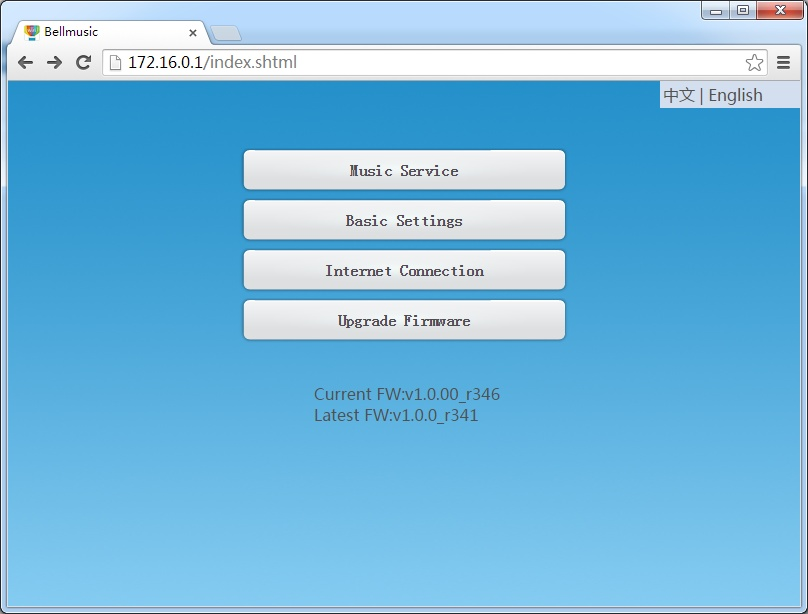 Bellmusic
172.16.0.1/index.shtml
中文 | English
Music Service
Basic Settings
Internet Connection
Upgrade Firmware
Current FW:v1.0.00_r346
Latest FW:v1.0.0_r341